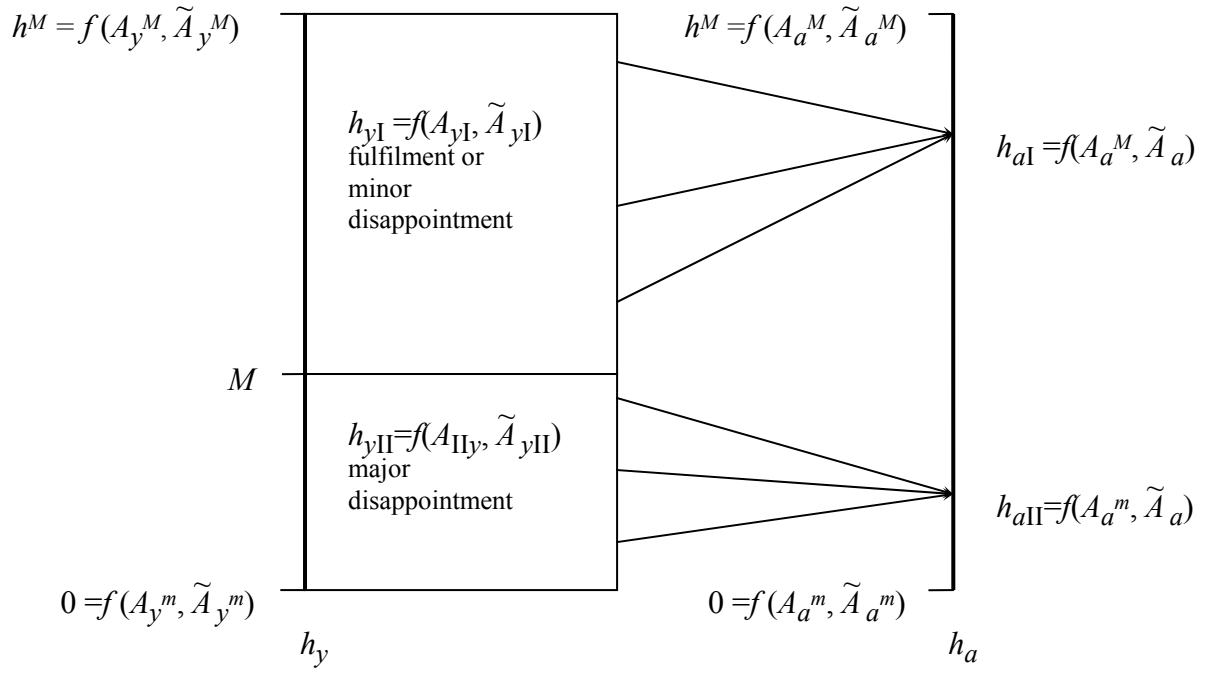 hᴹ = f (A_y^M, Ã_y^M)
h^M =f (A_a^M, Ã_a^M)
h_yI =f(A_yI, Ã_yI)
fulfilment or
minor
disappointment
h_aI =f(A_a^M, Ã_a)
M
h_yII=f(A_IIy, Ã_yII)
major
disappointment
h_aII=f(A_a^m, Ã_a)
0 =f (A_y^m, Ã_y^m)
0 =f (A_a^m, Ã_a^m)
h_y
h_a